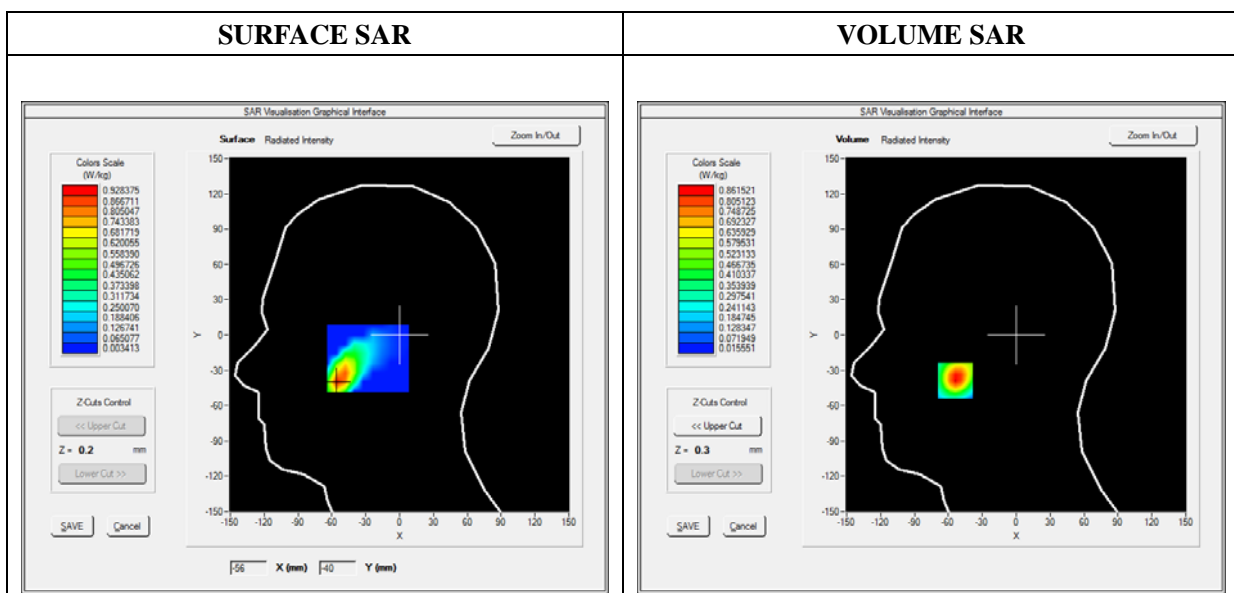 SURFACE SAR
VOLUME SAR
SAR Visualisation Graphical Interface
Surface Radiated Intensity
Zoom In/Out
Colors Scale
(W/kg)
0.928375
0.866711
0.805047
0.743383
0.681719
0.620055
0.558390
0.496726
0.435062
0.373398
0.311734
0.250070
0.188406
0.126741
0.065077
0.003413
Z-Cuts Control
<< Upper Cut
Z = 0.2 mm
Lower Cut >>
SAVE Cancel
150
120
90
60
30
0
-30
-60
-90
-120
-150
Y
-150 -120 -90 -60 -30 0 30 60 90 120 150
X
-56 X (mm) -40 Y (mm)
SAR Visualisation Graphical Interface
Volume Radiated Intensity
Zoom In/Out
Colors Scale
(W/kg)
0.861521
0.805123
0.748725
0.692327
0.635929
0.579531
0.523133
0.466735
0.410337
0.353939
0.297541
0.241143
0.184745
0.128347
0.071949
0.015551
Z-Cuts Control
<< Upper Cut
Z = 0.3 mm
Lower Cut >>
SAVE Cancel
150
120
90
60
30
0
-30
-60
-90
-120
-150
Y
-150 -120 -90 -60 -30 0 30 60 90 120 150
X